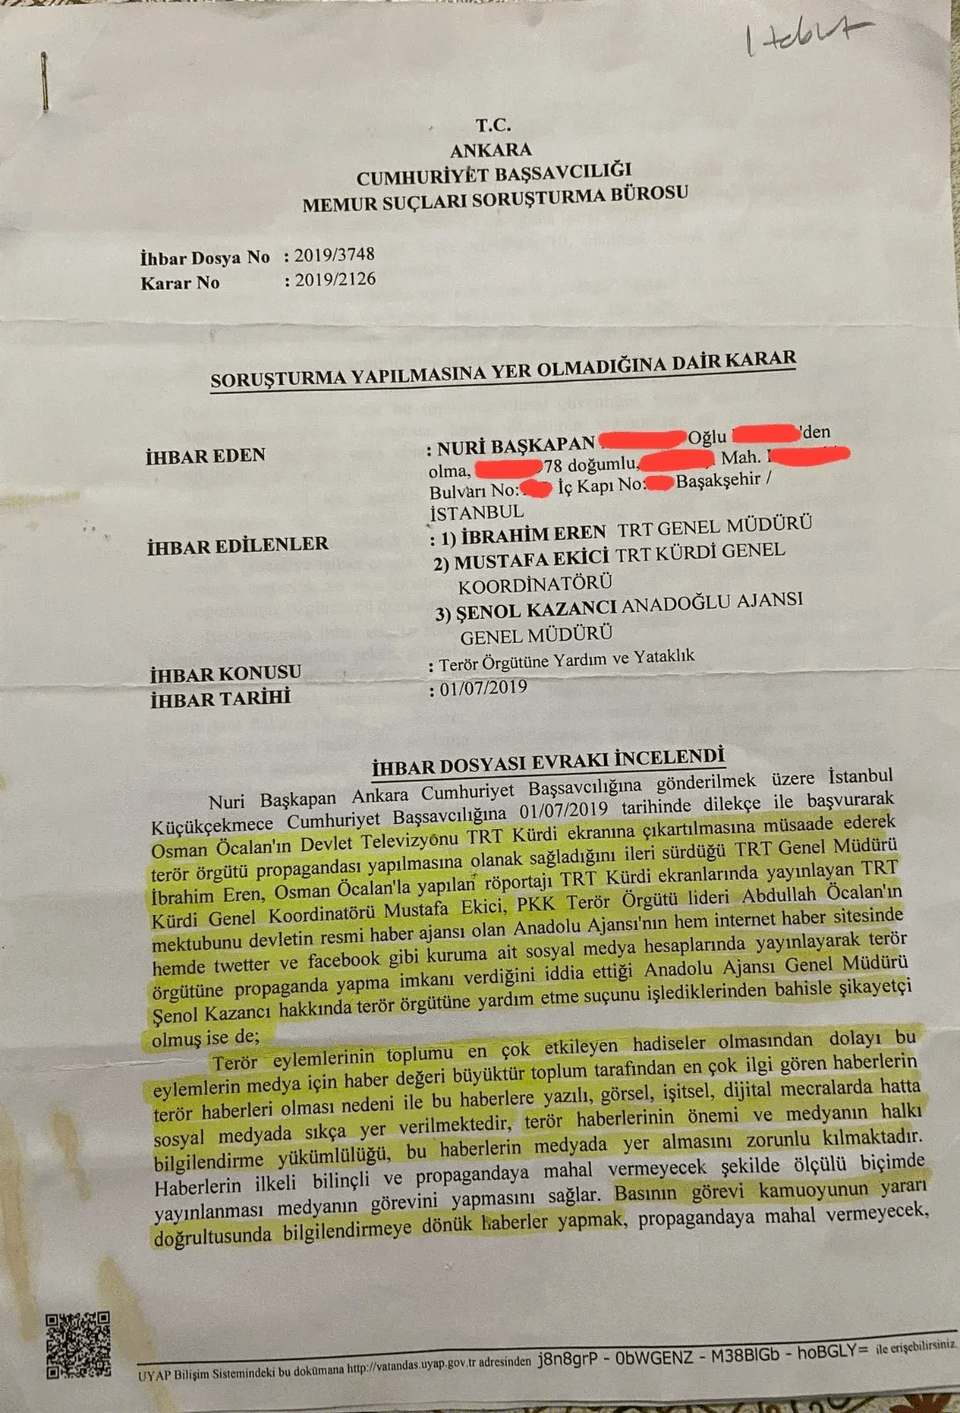 1 tebut
T.C.
ANKARA
CUMHURİYET BAŞSAVCILIĞI
MEMUR SUÇLARI SORUŞTURMA BÜROSU
İhbar Dosya No : 2019/3748
Karar No : 2019/2126
SORUŞTURMA YAPILMASINA YER OLMADIĞINA DAİR KARAR
İHBAR EDEN : NURİ BAŞKAPAN Oğlu 'den
olma, 78 doğumlu, Mah.
Bulvarı No: İç Kapı No: Başakşehir /
İSTANBUL
İHBAR EDİLENLER : 1) İBRAHİM EREN TRT GENEL MÜDÜRÜ
2) MUSTAFA EKİCİ TRT KÜRDİ GENEL
KOORDİNATÖRÜ
3) ŞENOL KAZANCI ANADOĞLU AJANSI
GENEL MÜDÜRÜ
İHBAR KONUSU : Terör Örgütüne Yardım ve Yataklık
İHBAR TARİHİ : 01/07/2019
İHBAR DOSYASI EVRAKI İNCELENDİ
Nuri Başkapan Ankara Cumhuriyet Başsavcılığına gönderilmek üzere İstanbul
Küçükçekmece Cumhuriyet Başsavcılığına 01/07/2019 tarihinde dilekçe ile başvurarak
Osman Öcalan'ın Devlet Televizyonu TRT Kürdi ekranına çıkartılmasına müsaade ederek
terör örgütü propagandası yapılmasına olanak sağladığını ileri sürdüğü TRT Genel Müdürü
İbrahim Eren, Osman Öcalan'la yapılan röportajı TRT Kürdi ekranlarında yayınlayan TRT
Kürdi Genel Koordinatörü Mustafa Ekici, PKK Terör Örgütü lideri Abdullah Öcalan'ın
mektubunu devletin resmi haber ajansı olan Anadolu Ajansı'nın hem internet haber sitesinde
hemde twetter ve facebook gibi kuruma ait sosyal medya hesaplarında yayınlayarak terör
örgütüne propaganda yapma imkanı verdiğini iddia ettiği Anadolu Ajansı Genel Müdürü
Şenol Kazancı hakkında terör örgütüne yardım etme suçunu işlediklerinden bahisle şikayetçi
olmuş ise de;
Terör eylemlerinin toplumu en çok etkileyen hadiseler olmasından dolayı bu
eylemlerin medya için haber değeri büyüktür toplum tarafından en çok ilgi gören haberlerin
terör haberleri olması nedeni ile bu haberlere yazılı, görsel, işitsel, dijital mecralarda hatta
sosyal medyada sıkça yer verilmektedir, terör haberlerinin önemi ve medyanın halkı
bilgilendirme yükümlülüğü, bu haberlerin medyada yer almasını zorunlu kılmaktadır.
Haberlerin ilkeli bilinçli ve propagandaya mahal vermeyecek şekilde ölçülü biçimde
yayınlanması medyanın görevini yapmasını sağlar. Basının görevi kamuoyunun yararı
doğrultusunda bilgilendirmeye dönük haberler yapmak, propagandaya mahal vermeyecek,
UYAP Bilişim Sistemindeki bu dokümana http://vatandas.uyap.gov.tr adresinden j8n8grP - 0bWGENZ - M38BlGb - hoBGLY= ile erişebilirsiniz.